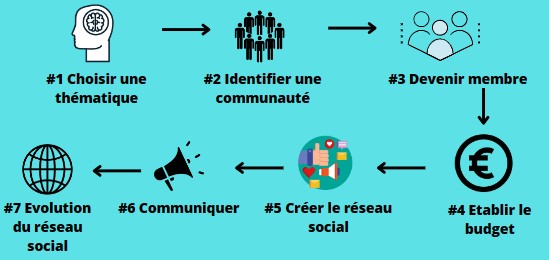 #1 Choisir une
thématique
#2 Identifier une
communauté
#3 Devenir membre
#4 Etablir le
budget
#5 Créer le réseau
social
#6 Communiquer
#7 Evolution
du réseau
social